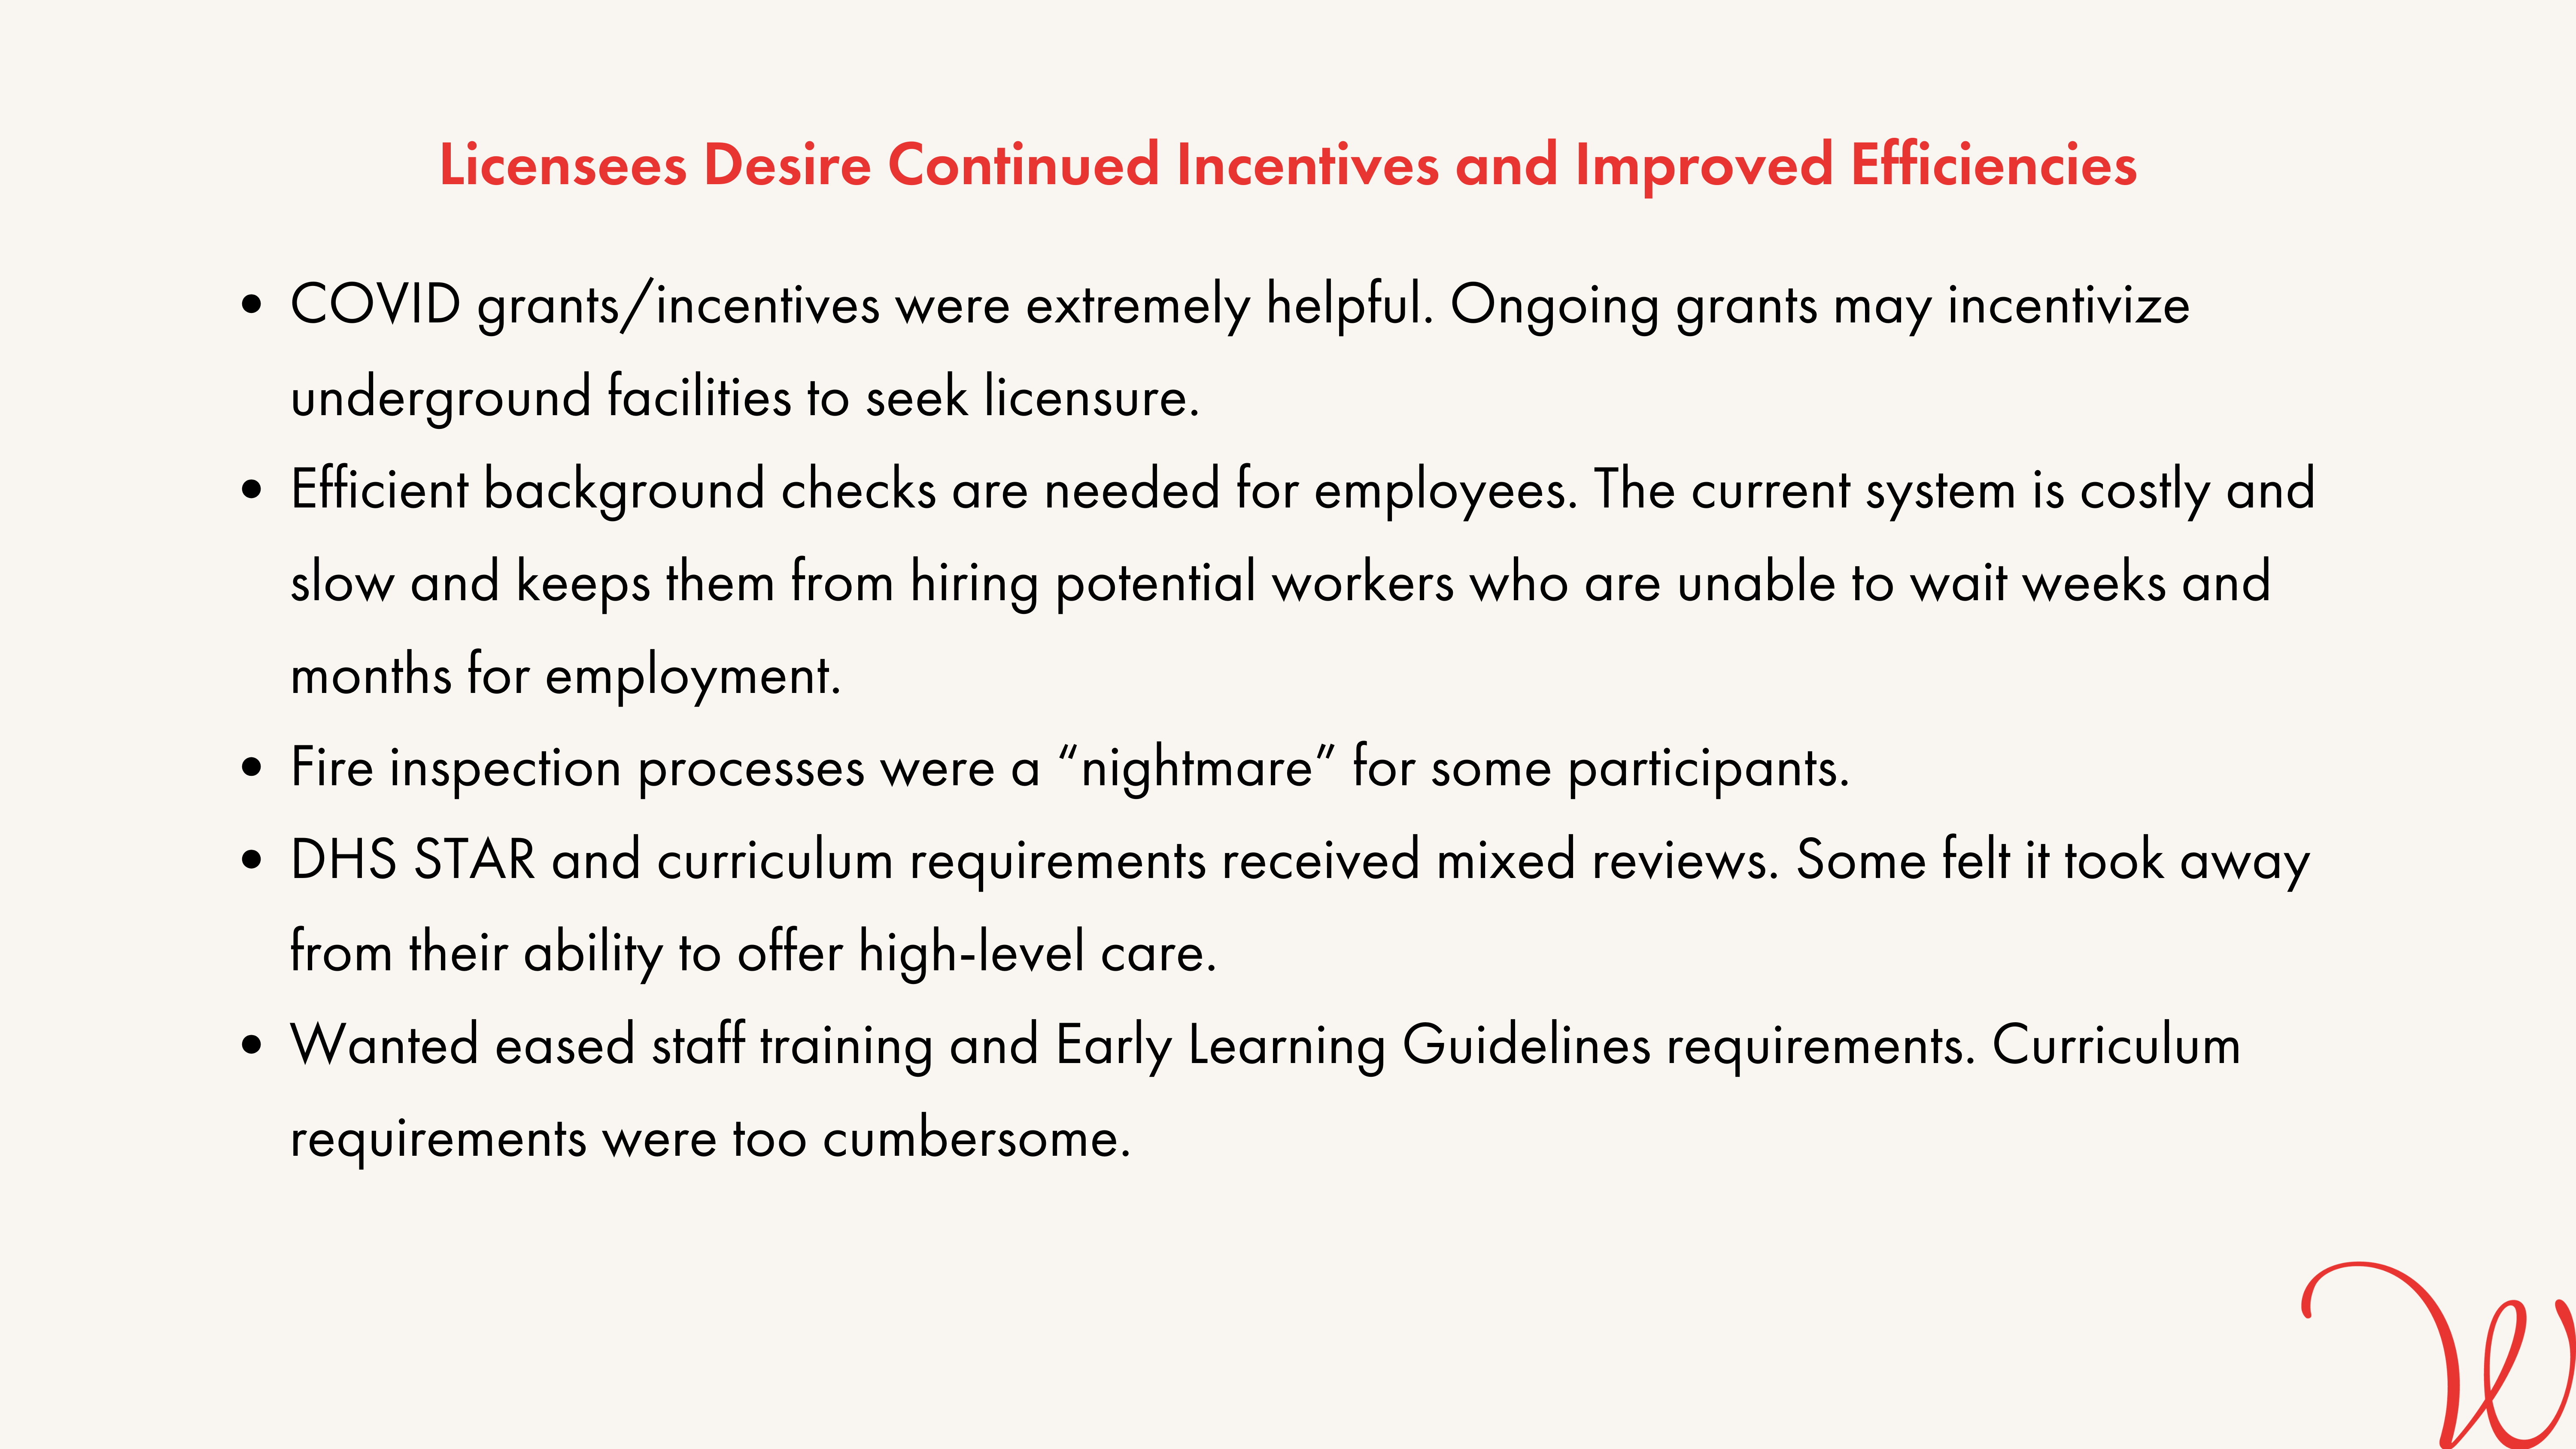 Licensees Desire Continued Incentives and Improved Efficiencies
• COVID grants/incentives were extremely helpful. Ongoing grants may incentivize
underground facilities to seek licensure.
• Efficient background checks are needed for employees. The current system is costly and
slow and keeps them from hiring potential workers who are unable to wait weeks and
months for employment.
• Fire inspection processes were a “nightmare” for some participants.
• DHS STAR and curriculum requirements received mixed reviews. Some felt it took away
from their ability to offer high-level care.
• Wanted eased staff training and Early Learning Guidelines requirements. Curriculum
requirements were too cumbersome.
W